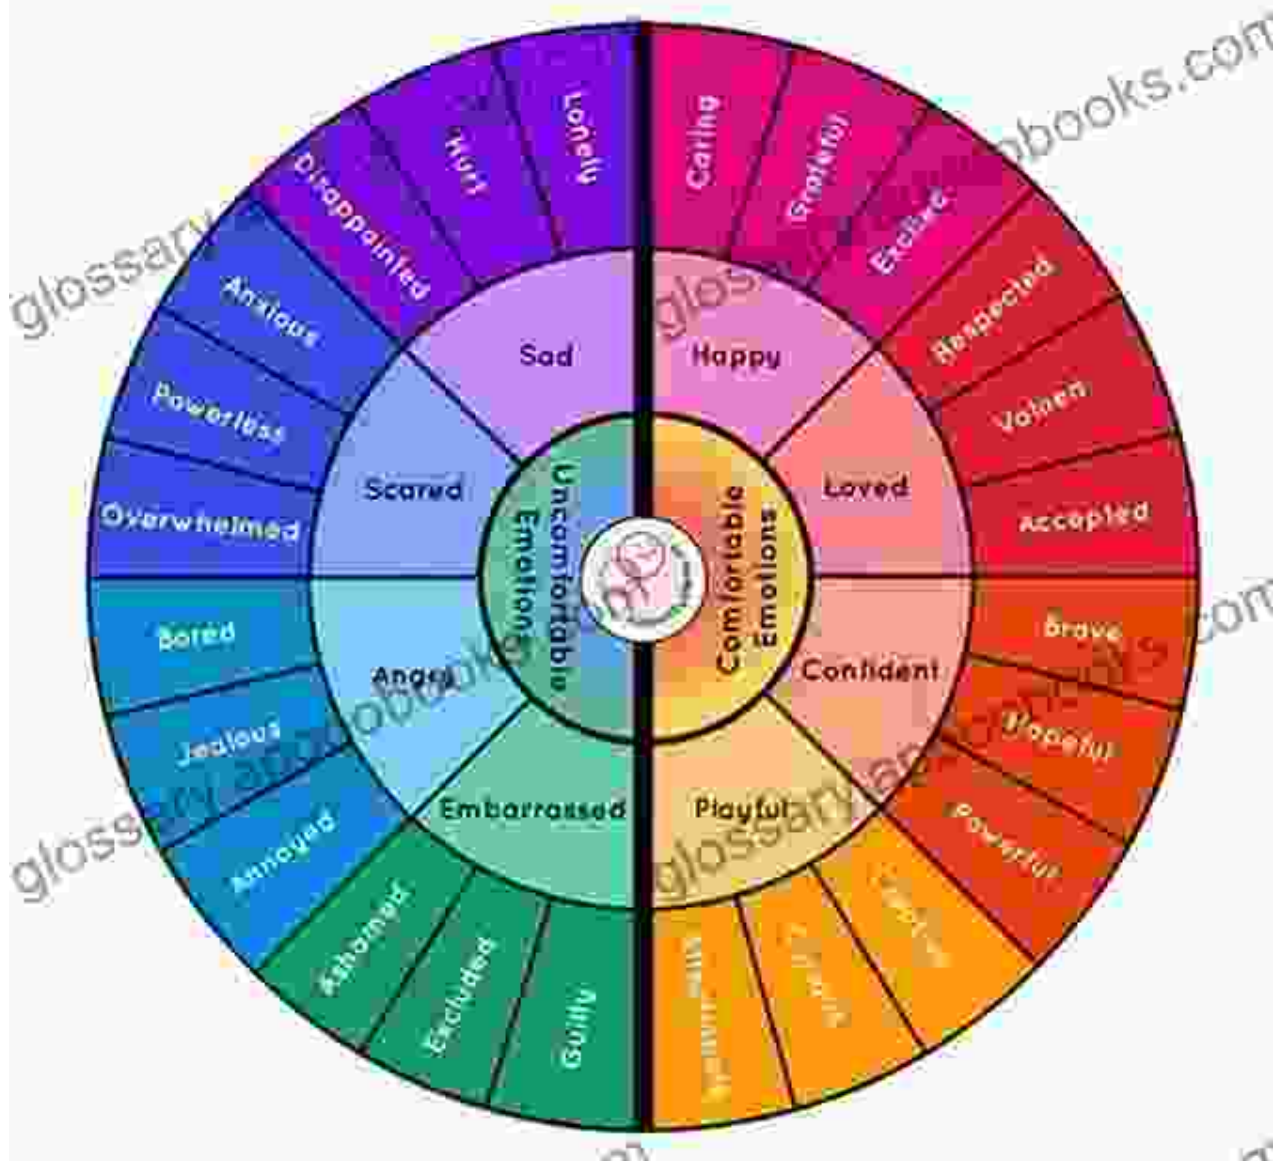 Lonely
Hurt
Disappointed
Anxious
Powerless
Overwhelmed
Bored
Jealous
Annoyed
Ashamed
Excluded
Guilty
Caring
Grateful
Excited
Respected
Valued
Accepted
Brave
Hopeful
Powerful
Creative
Sad
Scared
Angry
Embarrassed
Happy
Loved
Confident
Playful
Uncomfortable
Emotions
Comfortable
Emotions